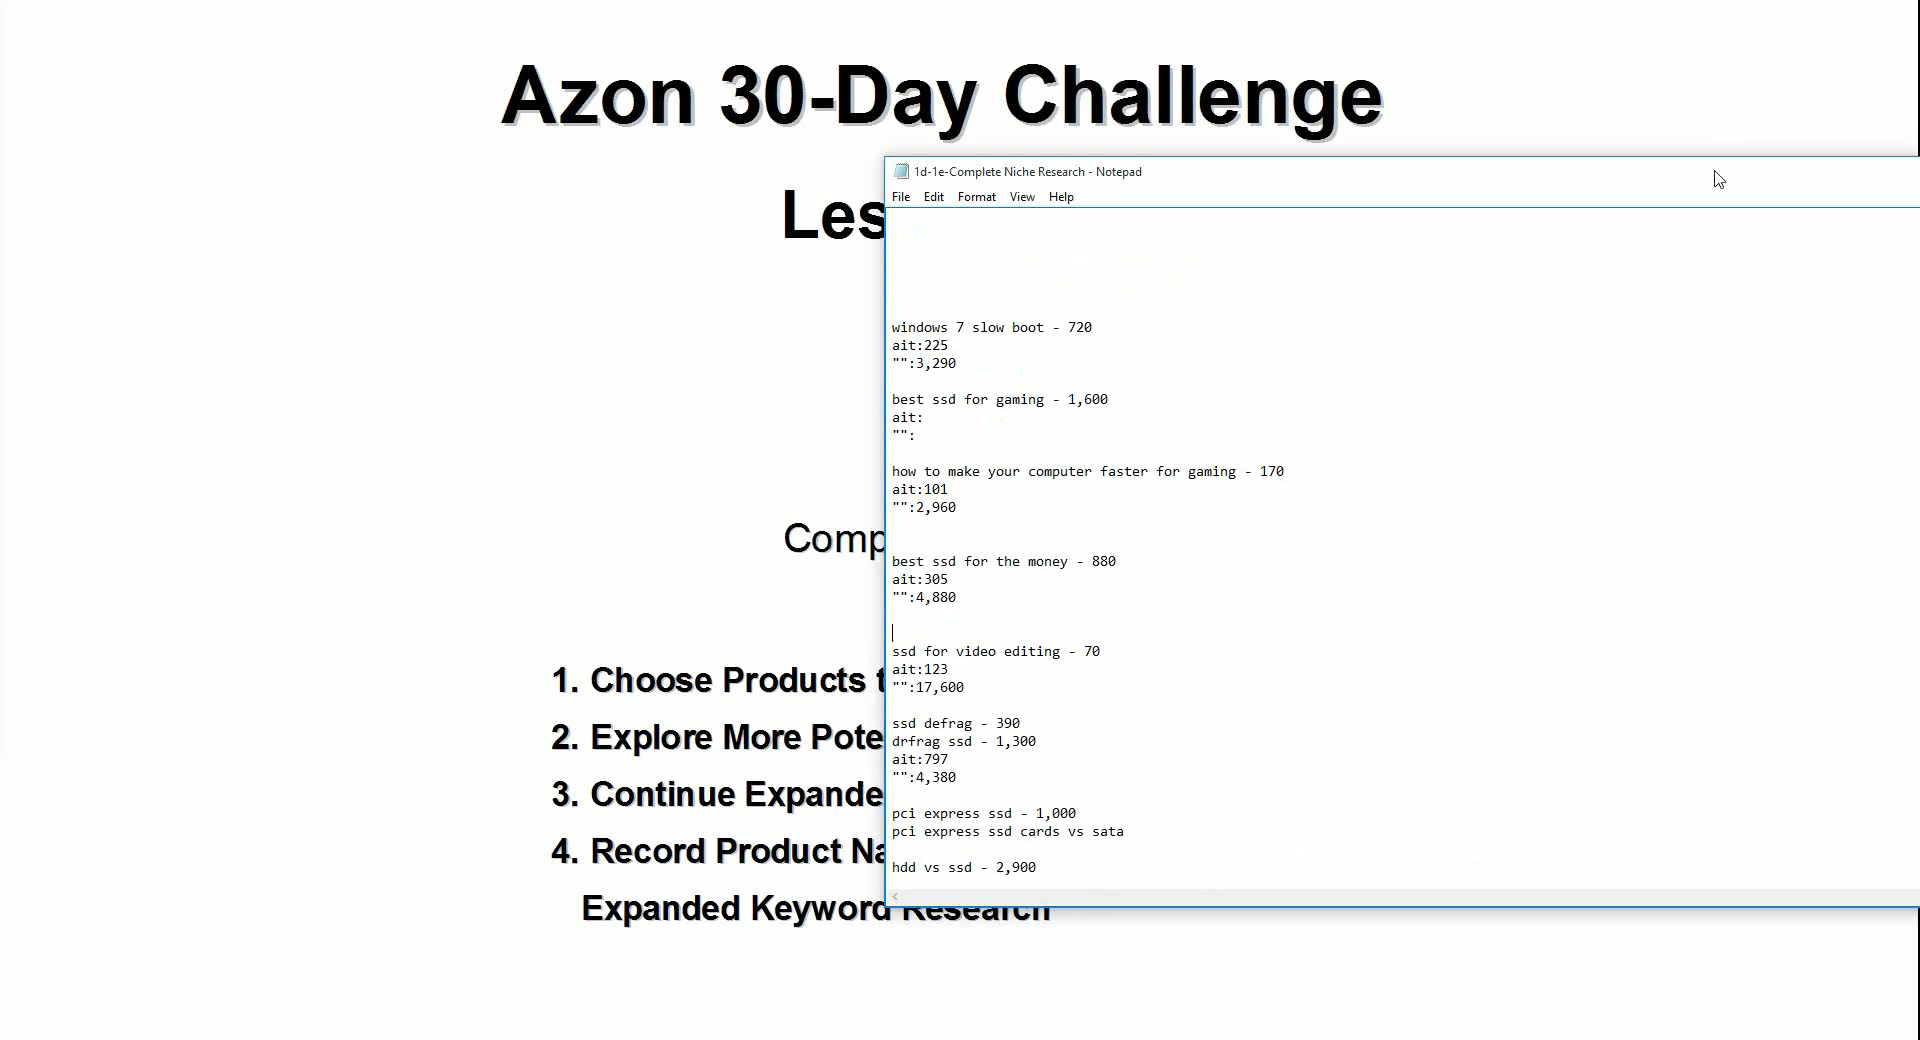 Azon 30-Day Challenge
Les
1d-1e-Complete Niche Research - Notepad
File Edit Format View Help
windows 7 slow boot - 720
ait:225
"":3,290
best ssd for gaming - 1,600
ait:
"":
how to make your computer faster for gaming - 170
ait:101
"":2,960
Comp
best ssd for the money - 880
ait:305
"":4,880
ssd for video editing - 70
ait:123
"":17,600
ssd defrag - 390
drfrag ssd - 1,300
ait:797
"":4,380
pci express ssd - 1,000
pci express ssd cards vs sata
hdd vs ssd - 2,900
1. Choose Products t
2. Explore More Pote
3. Continue Expande
4. Record Product Na
Expanded Keyword Research